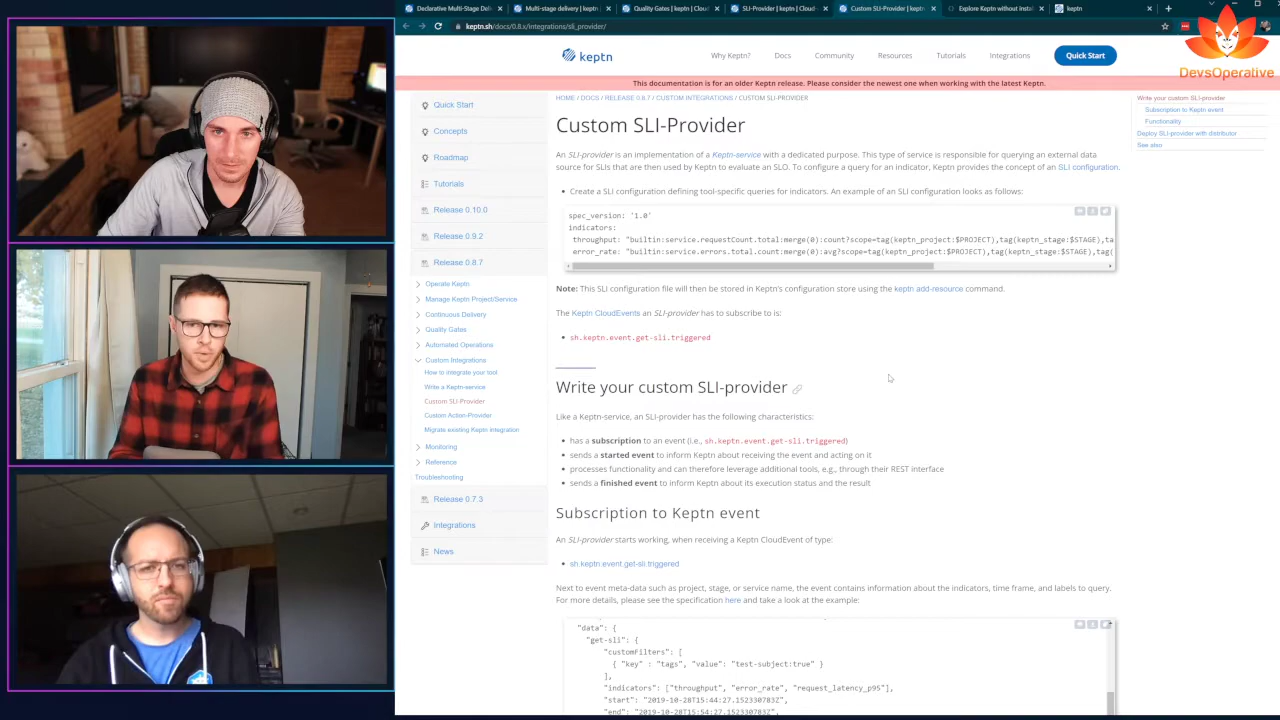 Declarative Multi-Stage Deliv
Multi-stage delivery | keptn
Quality Gates | keptn | Cloud
SLI-Provider | keptn | Cloud-
Custom SLI-Provider | keptn
Explore Keptn without instal
keptn
keptn.sh/docs/0.8.x/integrations/sli_provider/
DevsOperative
keptn
Why Keptn?
Docs
Community
Resources
Tutorials
Integrations
Quick Start
This documentation is for an older Keptn release. Please consider the newest one when working with the latest Keptn.
Quick Start
Concepts
Roadmap
Tutorials
Release 0.10.0
Release 0.9.2
Release 0.8.7
Operate Keptn
Manage Keptn Project/Service
Continuous Delivery
Quality Gates
Automated Operations
Custom Integrations
How to integrate your tool
Write a Keptn-service
Custom SLI-Provider
Custom Action-Provider
Migrate existing Keptn integration
Monitoring
Reference
Troubleshooting
Release 0.7.3
Integrations
News
HOME / DOCS / RELEASE 0.8.7 / CUSTOM INTEGRATIONS / CUSTOM SLI-PROVIDER
Custom SLI-Provider
An SLI-provider is an implementation of a Keptn-service with a dedicated purpose. This type of service is responsible for querying an external data
source for SLIs that are then used by Keptn to evaluate an SLO. To configure a query for an indicator, Keptn provides the concept of an SLI configuration.
• Create a SLI configuration defining tool-specific queries for indicators. An example of an SLI configuration looks as follows:
spec_version: '1.0'
indicators:
throughput: "builtin:service.requestCount.total:merge(0):count?scope=tag(keptn_project:$PROJECT),tag(keptn_stage:$STAGE),ta
error_rate: "builtin:service.errors.total.count:merge(0):avg?scope=tag(keptn_project:$PROJECT),tag(keptn_stage:$STAGE),tag(
Note: This SLI configuration file will then be stored in Keptn's configuration store using the keptn add-resource command.
The Keptn CloudEvents an SLI-provider has to subscribe to is:
• sh.keptn.event.get-sli.triggered
Write your custom SLI-provider
Like a Keptn-service, an SLI-provider has the following characteristics:
• has a subscription to an event (i.e., sh.keptn.event.get-sli.triggered)
• sends a started event to inform Keptn about receiving the event and acting on it
• processes functionality and can therefore leverage additional tools, e.g., through their REST interface
• sends a finished event to inform Keptn about its execution status and the result
Subscription to Keptn event
An SLI-provider starts working, when receiving a Keptn CloudEvent of type:
• sh.keptn.event.get-sli.triggered
Next to event meta-data such as project, stage, or service name, the event contains information about the indicators, time frame, and labels to query.
For more details, please see the specification here and take a look at the example:
"data": {
"get-sli": {
"customFilters": [
{ "key" : "tags", "value": "test-subject:true" }
],
"indicators": ["throughput", "error_rate", "request_latency_p95"],
"start": "2019-10-28T15:44:27.152330783Z",
"end": "2019-10-28T15:54:27.152330783Z",
Write your custom SLI-provider
Subscription to Keptn event
Functionality
Deploy SLI-provider with distributor
See also